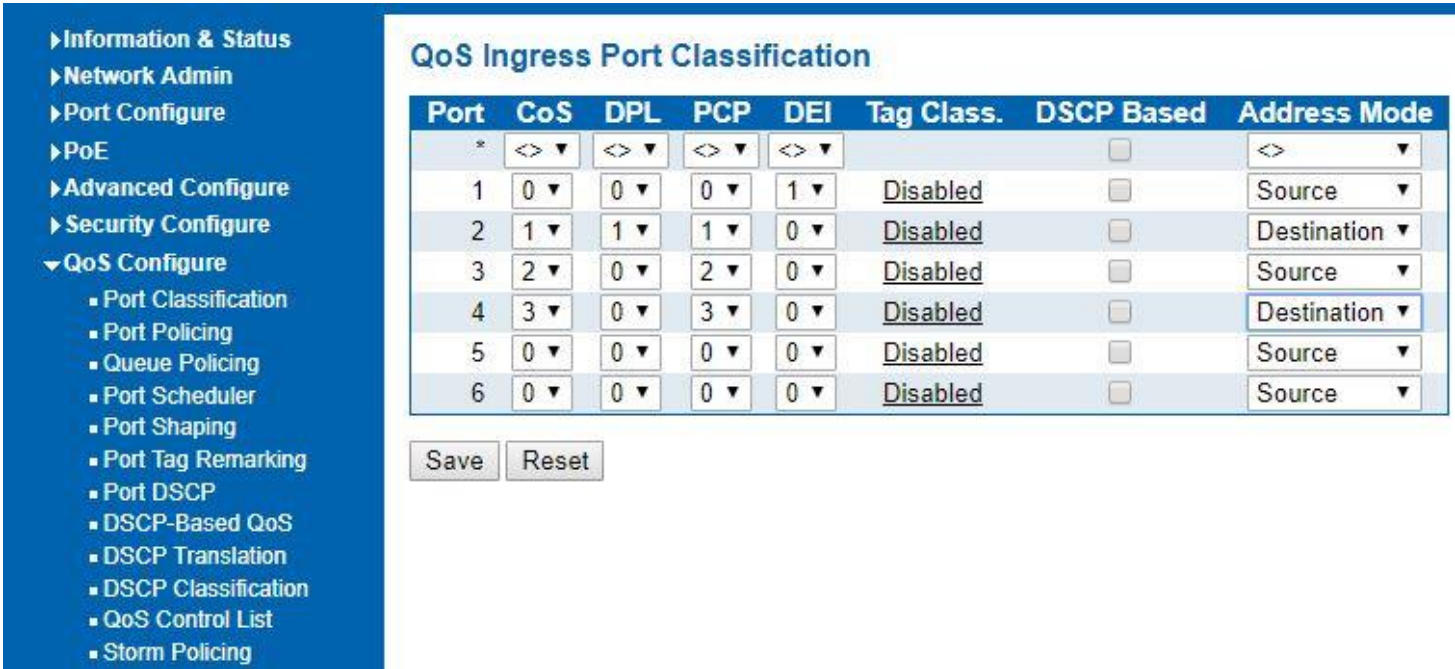 Information & Status
Network Admin
Port Configure
PoE
Advanced Configure
Security Configure
QoS Configure
Port Classification
Port Policing
Queue Policing
Port Scheduler
Port Shaping
Port Tag Remarking
Port DSCP
DSCP-Based QoS
DSCP Translation
DSCP Classification
QoS Control List
Storm Policing
QoS Ingress Port Classification
Port CoS DPL PCP DEI Tag Class. DSCP Based Address Mode
* <> <> <> <> <>
1 0 0 0 1 Disabled Source
2 1 1 1 0 Disabled Destination
3 2 0 2 0 Disabled Source
4 3 0 3 0 Disabled Destination
5 0 0 0 0 Disabled Source
6 0 0 0 0 Disabled Source
Save Reset